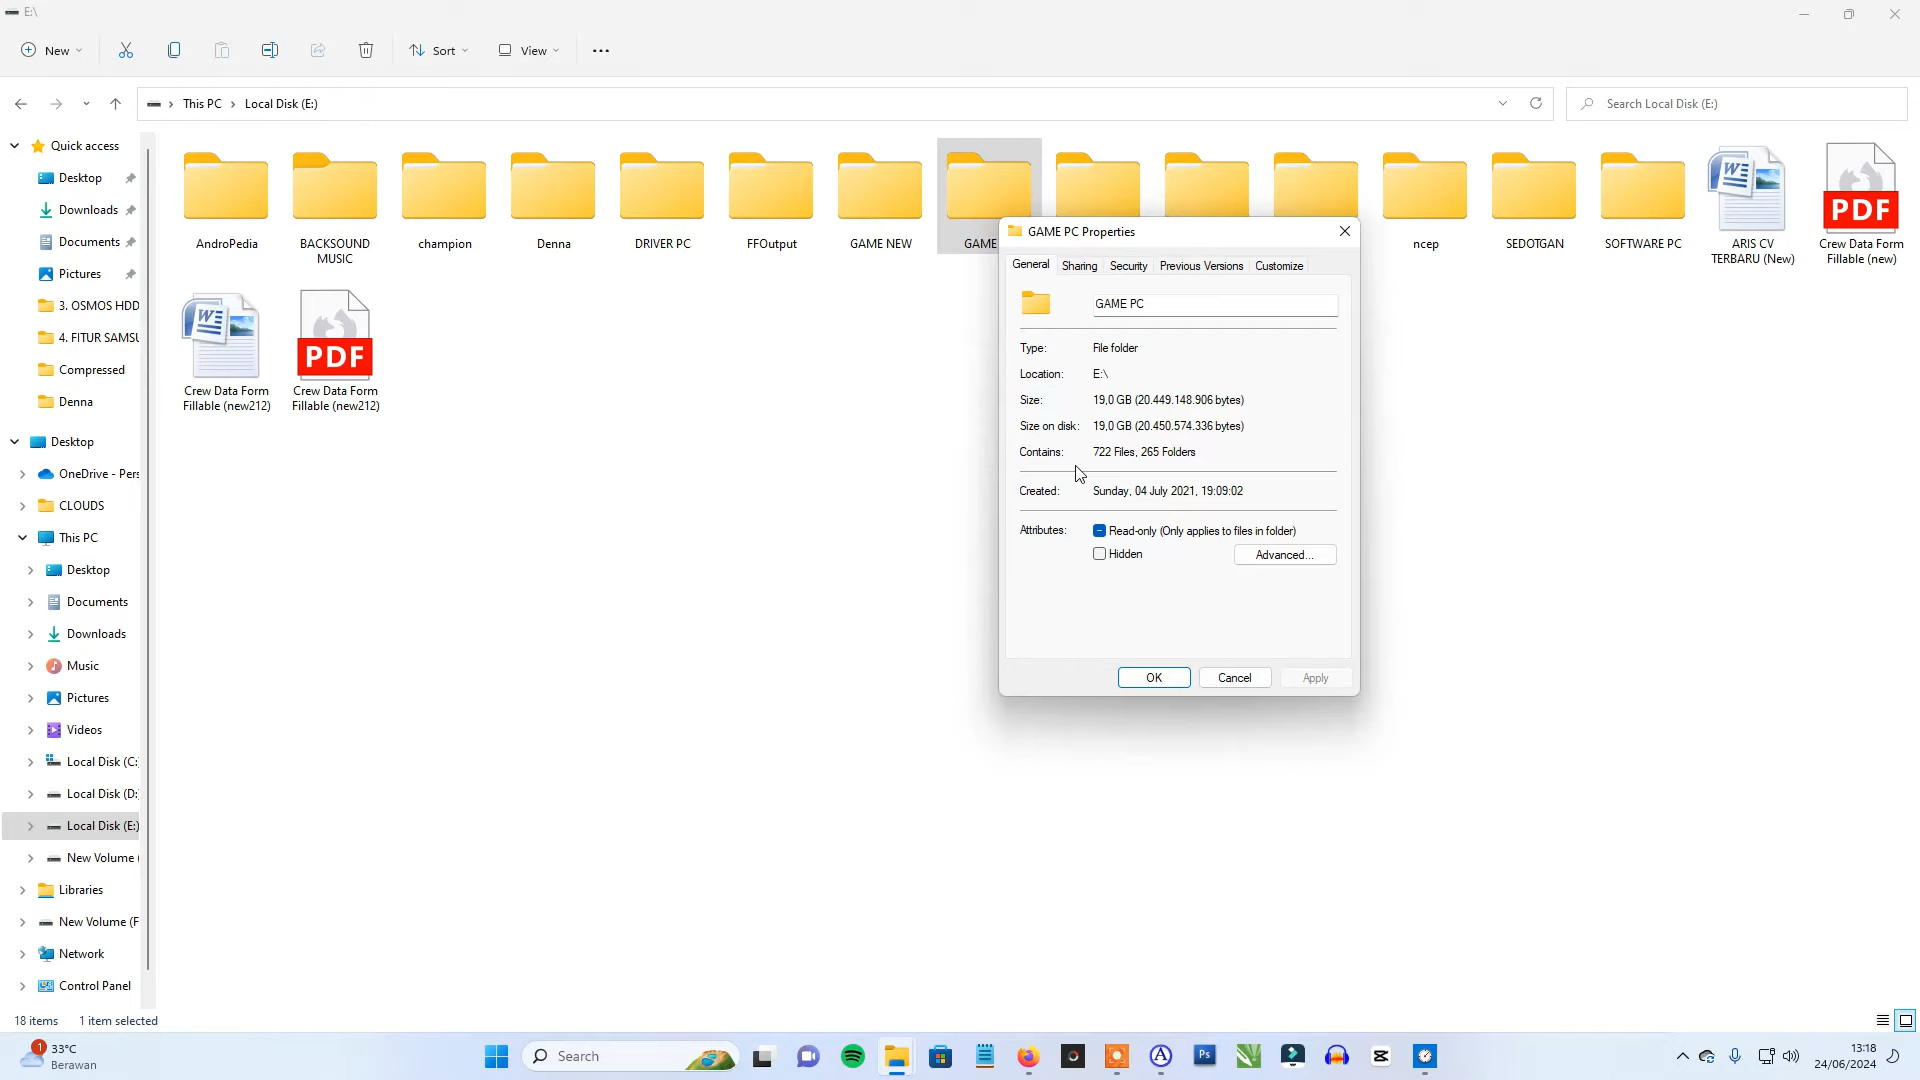 E:\
New
Sort
View
This PC
Local Disk (E:)
Search Local Disk (E:)
Quick access
Desktop
Downloads
Documents
Pictures
3. OSMOS HDD
4. FITUR SAMSU
Compressed
Denna
Desktop
OneDrive - Pers
CLOUDS
This PC
Desktop
Documents
Downloads
Music
Pictures
Videos
Local Disk (C:
Local Disk (D:
Local Disk (E:)
New Volume (
Libraries
New Volume (F
Network
Control Panel
AndroPedia
BACKSOUND
MUSIC
champion
Denna
DRIVER PC
FFOutput
GAME NEW
GAME
ncep
SEDOTGAN
SOFTWARE PC
ARIS CV
TERBARU (New)
Crew Data Form
Fillable (new)
PDF
Crew Data Form
Fillable (new212)
PDF
Crew Data Form
Fillable (new212)
GAME PC Properties
General Sharing Security Previous Versions Customize
GAME PC
Type: File folder
Location: E:\
Size: 19,0 GB (20.449.148.906 bytes)
Size on disk: 19,0 GB (20.450.574.336 bytes)
Contains: 722 Files, 265 Folders
Created: Sunday, 04 July 2021, 19:09:02
Attributes: Read-only (Only applies to files in folder)
Hidden
Advanced...
OK Cancel Apply
18 items 1 item selected
1
33°C
Berawan
Search
Ps
13:18
24/06/2024